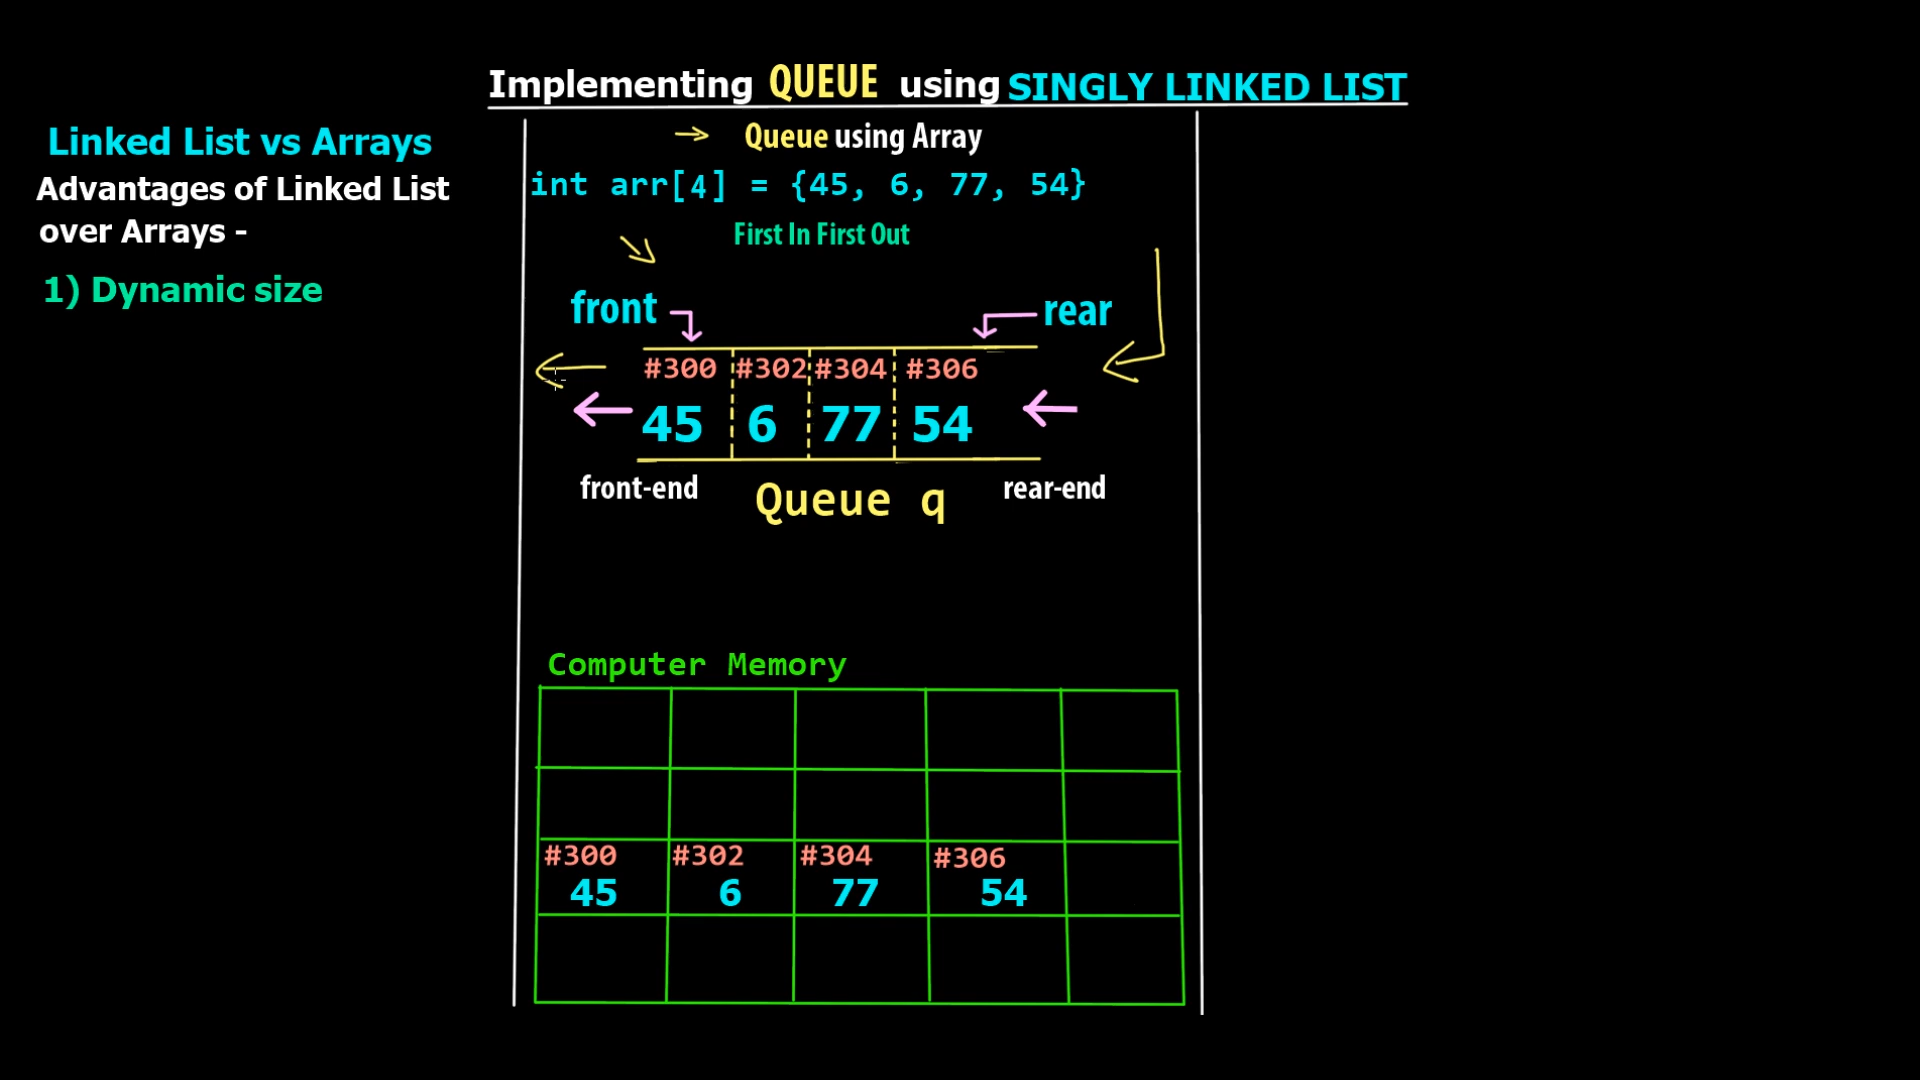 Implementing QUEUE using SINGLY LINKED LIST
Linked List vs Arrays
Advantages of Linked List
over Arrays -
1) Dynamic size
Queue using Array
int arr[4] = {45, 6, 77, 54}
First In First Out
front
rear
#300 #302 #304 #306
45 6 77 54
front-end
Queue q
rear-end
Computer Memory
#300 #302 #304 #306
45 6 77 54